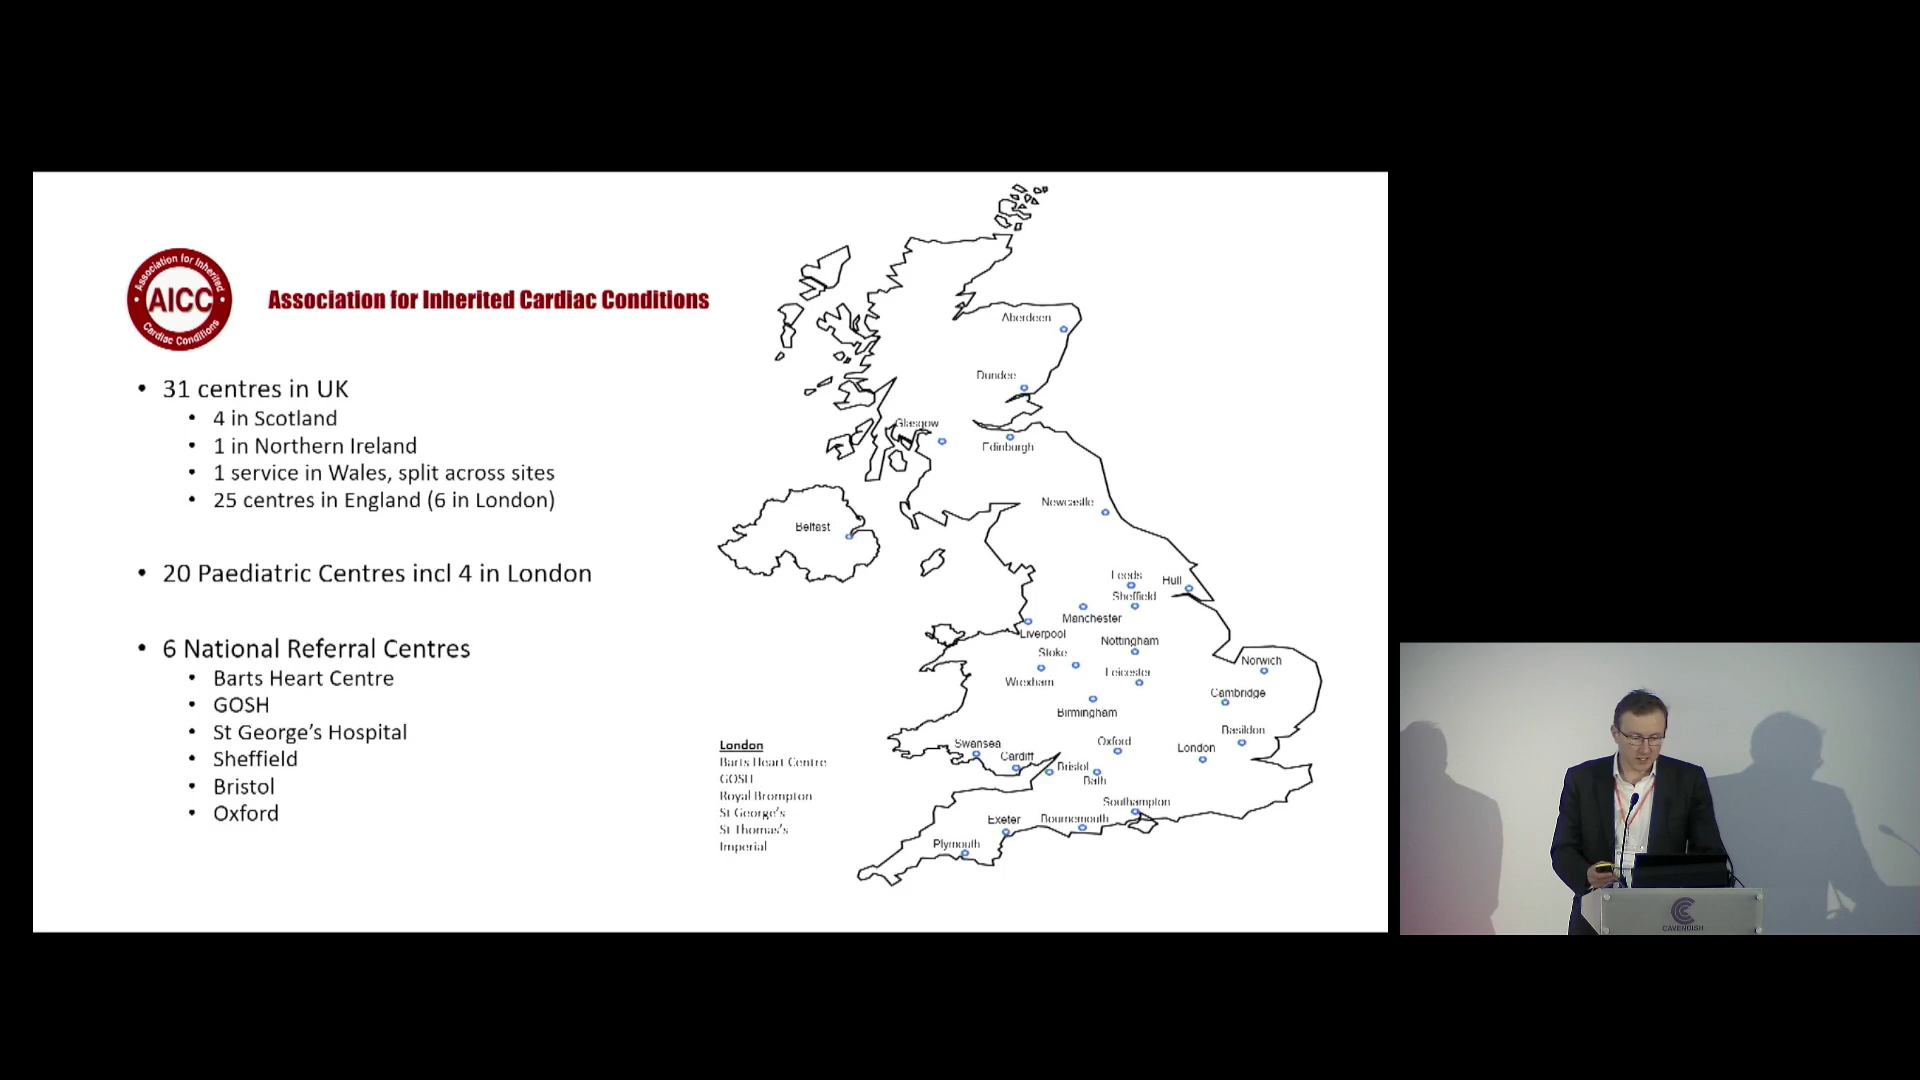 Association for Inherited
AICC
Cardiac Conditions
Association for Inherited Cardiac Conditions
• 31 centres in UK
• 4 in Scotland
• 1 in Northern Ireland
• 1 service in Wales, split across sites
• 25 centres in England (6 in London)
• 20 Paediatric Centres incl 4 in London
• 6 National Referral Centres
• Barts Heart Centre
• GOSH
• St George’s Hospital
• Sheffield
• Bristol
• Oxford
Aberdeen
Dundee
Glasgow
Edinburgh
Newcastle
Belfast
Leeds
Hull
Sheffield
Manchester
Liverpool
Nottingham
Stoke
Norwich
Leicester
Wrexham
Cambridge
Birmingham
Basildon
Swansea
Oxford
London
Cardiff
Bristol
Bath
Southampton
Exeter
Bournemouth
Plymouth
London
Barts Heart Centre
GOSH
Royal Brompton
St George's
St Thomas's
Imperial
CAVENDISH